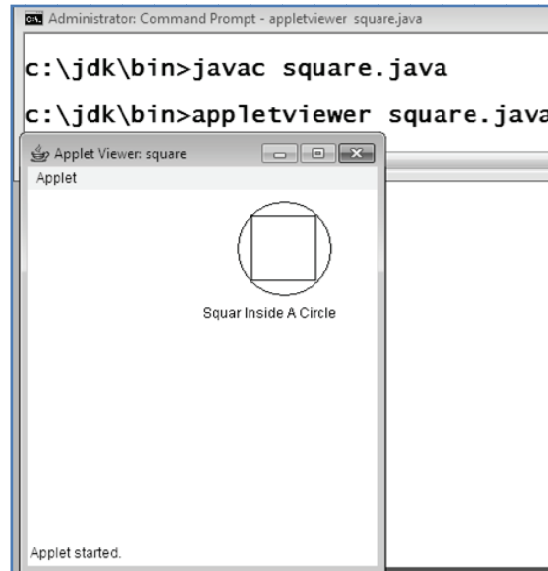 Administrator: Command Prompt - appletviewer square.java
c:\jdk\bin>javac square.java
c:\jdk\bin>appletviewer square.java
Applet Viewer: square
Applet
Squar Inside A Circle
Applet started.